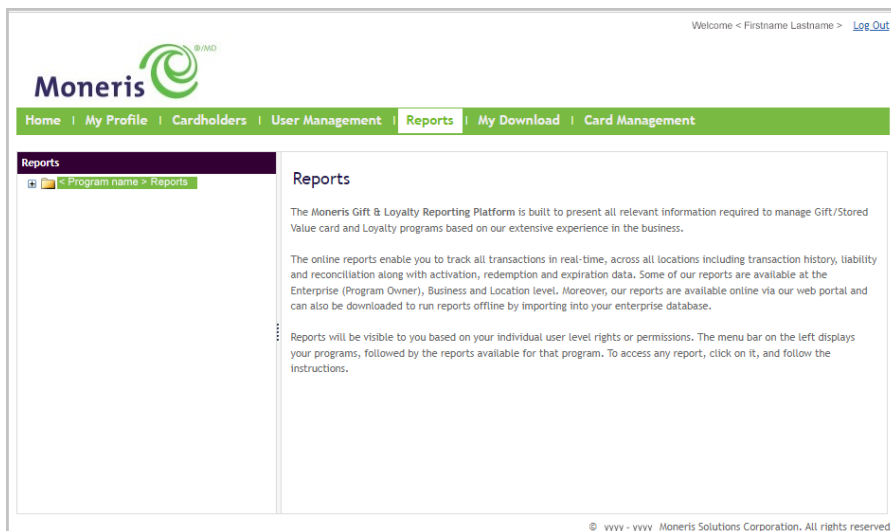 Welcome < Firstname Lastname > Log Out
®/MD
Moneris
Home | My Profile | Cardholders | User Management | Reports | My Download | Card Management
Reports
< Program name > Reports
Reports
The Moneris Gift & Loyalty Reporting Platform is built to present all relevant information required to manage Gift/Stored
Value card and Loyalty programs based on our extensive experience in the business.
The online reports enable you to track all transactions in real-time, across all locations including transaction history, liability
and reconciliation along with activation, redemption and expiration data. Some of our reports are available at the
Enterprise (Program Owner), Business and Location level. Moreover, our reports are available online via our web portal and
can also be downloaded to run reports offline by importing into your enterprise database.
Reports will be visible to you based on your individual user level rights or permissions. The menu bar on the left displays
your programs, followed by the reports available for that program. To access any report, click on it, and follow the
instructions.
© yyyy - yyyy Moneris Solutions Corporation. All rights reserved